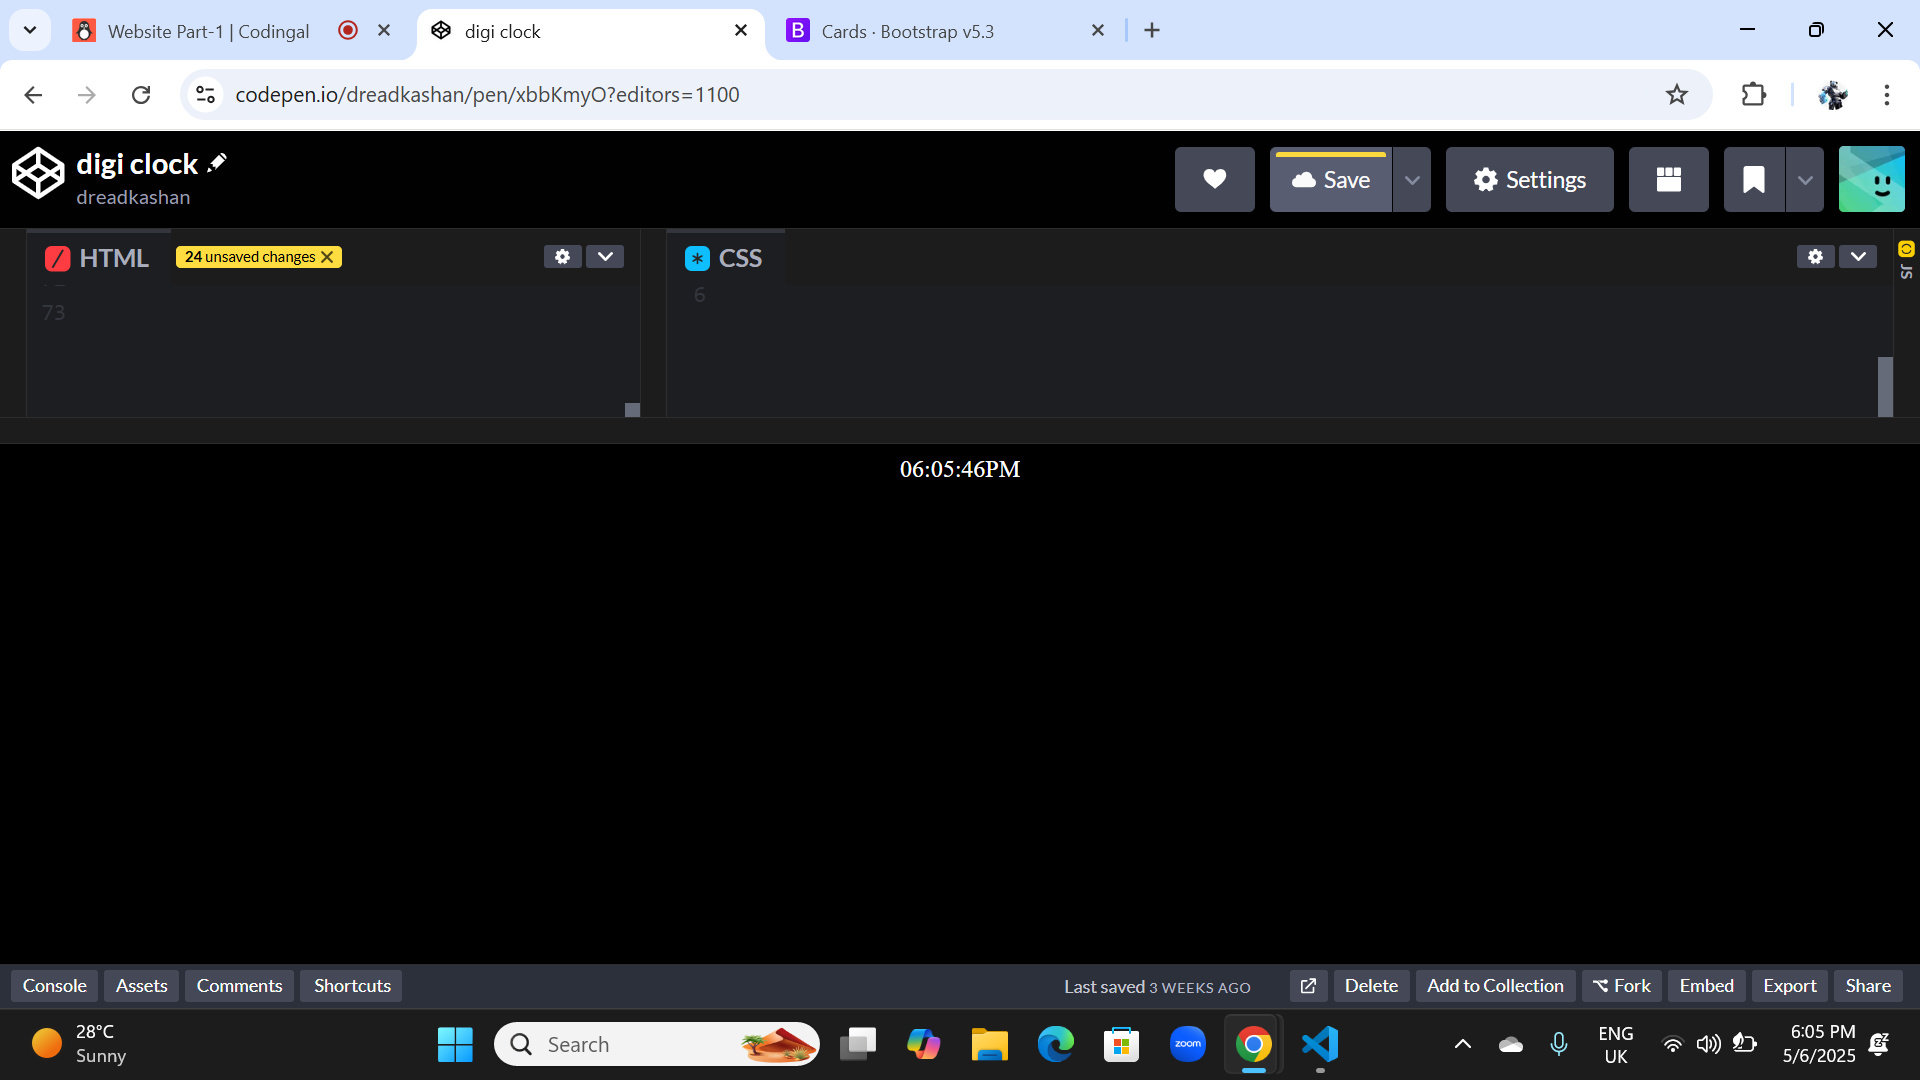 Website Part-1 | Codingal
digi clock
Cards · Bootstrap v5.3
codepen.io/dreadkashan/pen/xbbKmyO?editors=1100
digi clock
dreadkashan
Save
Settings
HTML
24 unsaved changes
CSS
JS
73
6
06:05:46PM
Console
Assets
Comments
Shortcuts
Last saved 3 WEEKS AGO
Delete
Add to Collection
Fork
Embed
Export
Share
28°C
Sunny
Search
zoom
ENG
UK
6:05 PM
5/6/2025